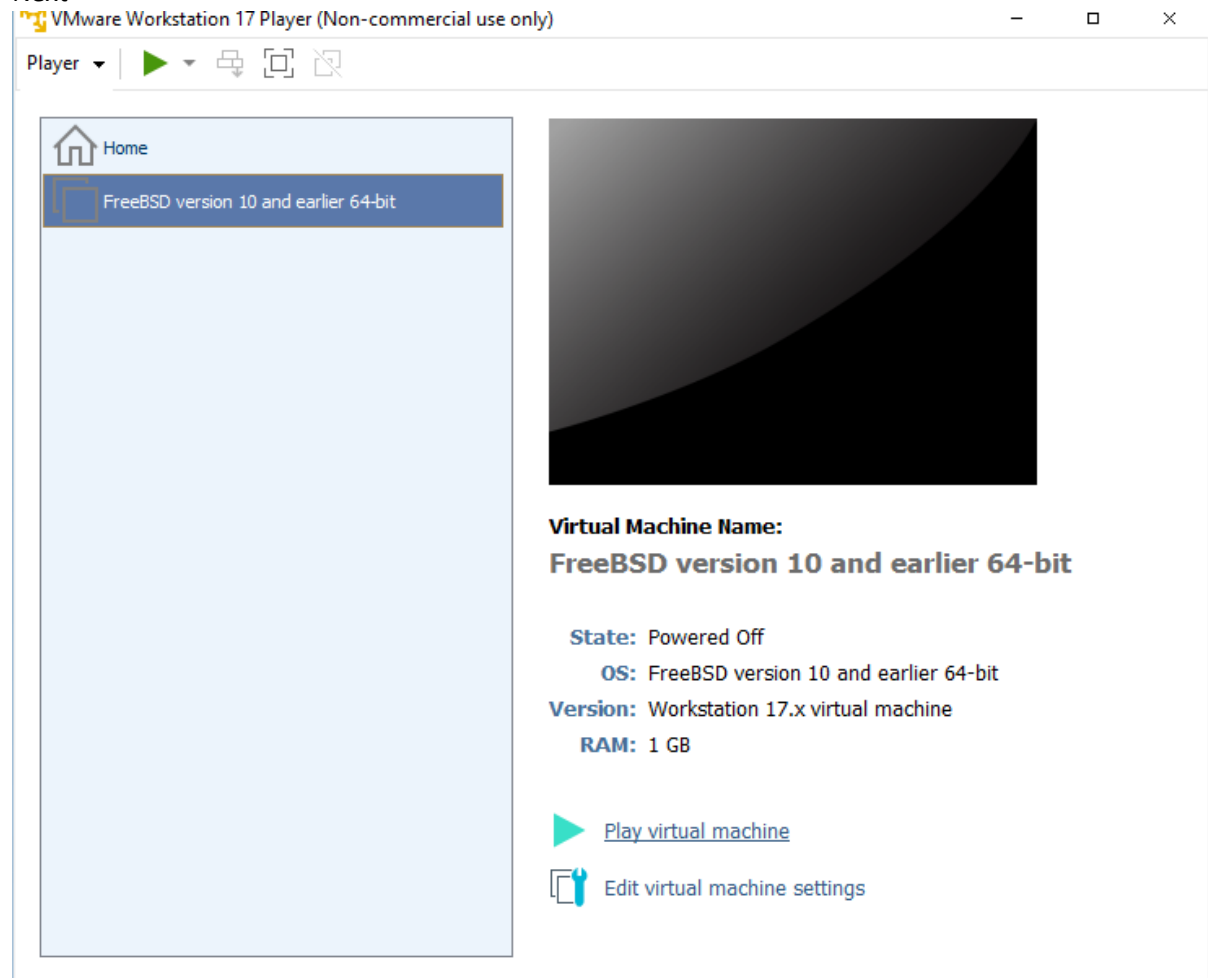 Next
VMware Workstation 17 Player (Non-commercial use only)
Player
Home
FreeBSD version 10 and earlier 64-bit
Virtual Machine Name:
FreeBSD version 10 and earlier 64-bit
State: Powered Off
OS: FreeBSD version 10 and earlier 64-bit
Version: Workstation 17.x virtual machine
RAM: 1 GB
Play virtual machine
Edit virtual machine settings